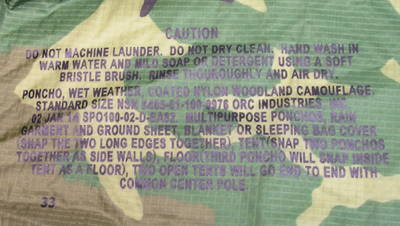 CAUTION
DO NOT MACHINE LAUNDER. DO NOT DRY CLEAN. HAND WASH IN
WARM WATER AND MILD SOAP OR DETERGENT USING A SOFT
BRISTLE BRUSH. RINSE THOUROUGHLY AND AIR DRY.
PONCHO, WET WEATHER, COATED NYLON WOODLAND CAMOUFLAGE.
STANDARD SIZE NSN 8405-01-100-0976 ORC INDUSTRIES, INC.
02 JAN 14 SPO100-02-D-EA32. MULTIPURPOSE PONCHOS, RAIN
GARMENT AND GROUND SHEET, BLANKET OR SLEEPING BAG COVER
(SNAP THE TWO LONG EDGES TOGETHER), TENT(SNAP TWO PONCHOS
TOGETHER AS SIDE WALLS), FLOOR(THIRD PONCHO WILL SNAP INSIDE
TENT AS A FLOOR), TWO OPEN TENTS WILL GO END TO END WITH
COMMON CENTER POLE.
33